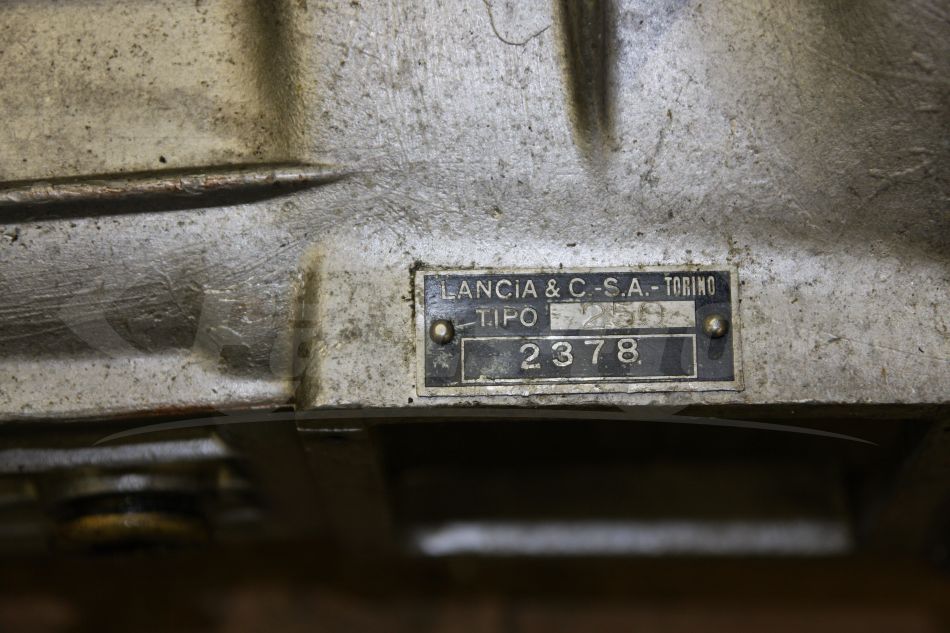 LANCIA & C.-S.A.-TORINO
TIPO
2378